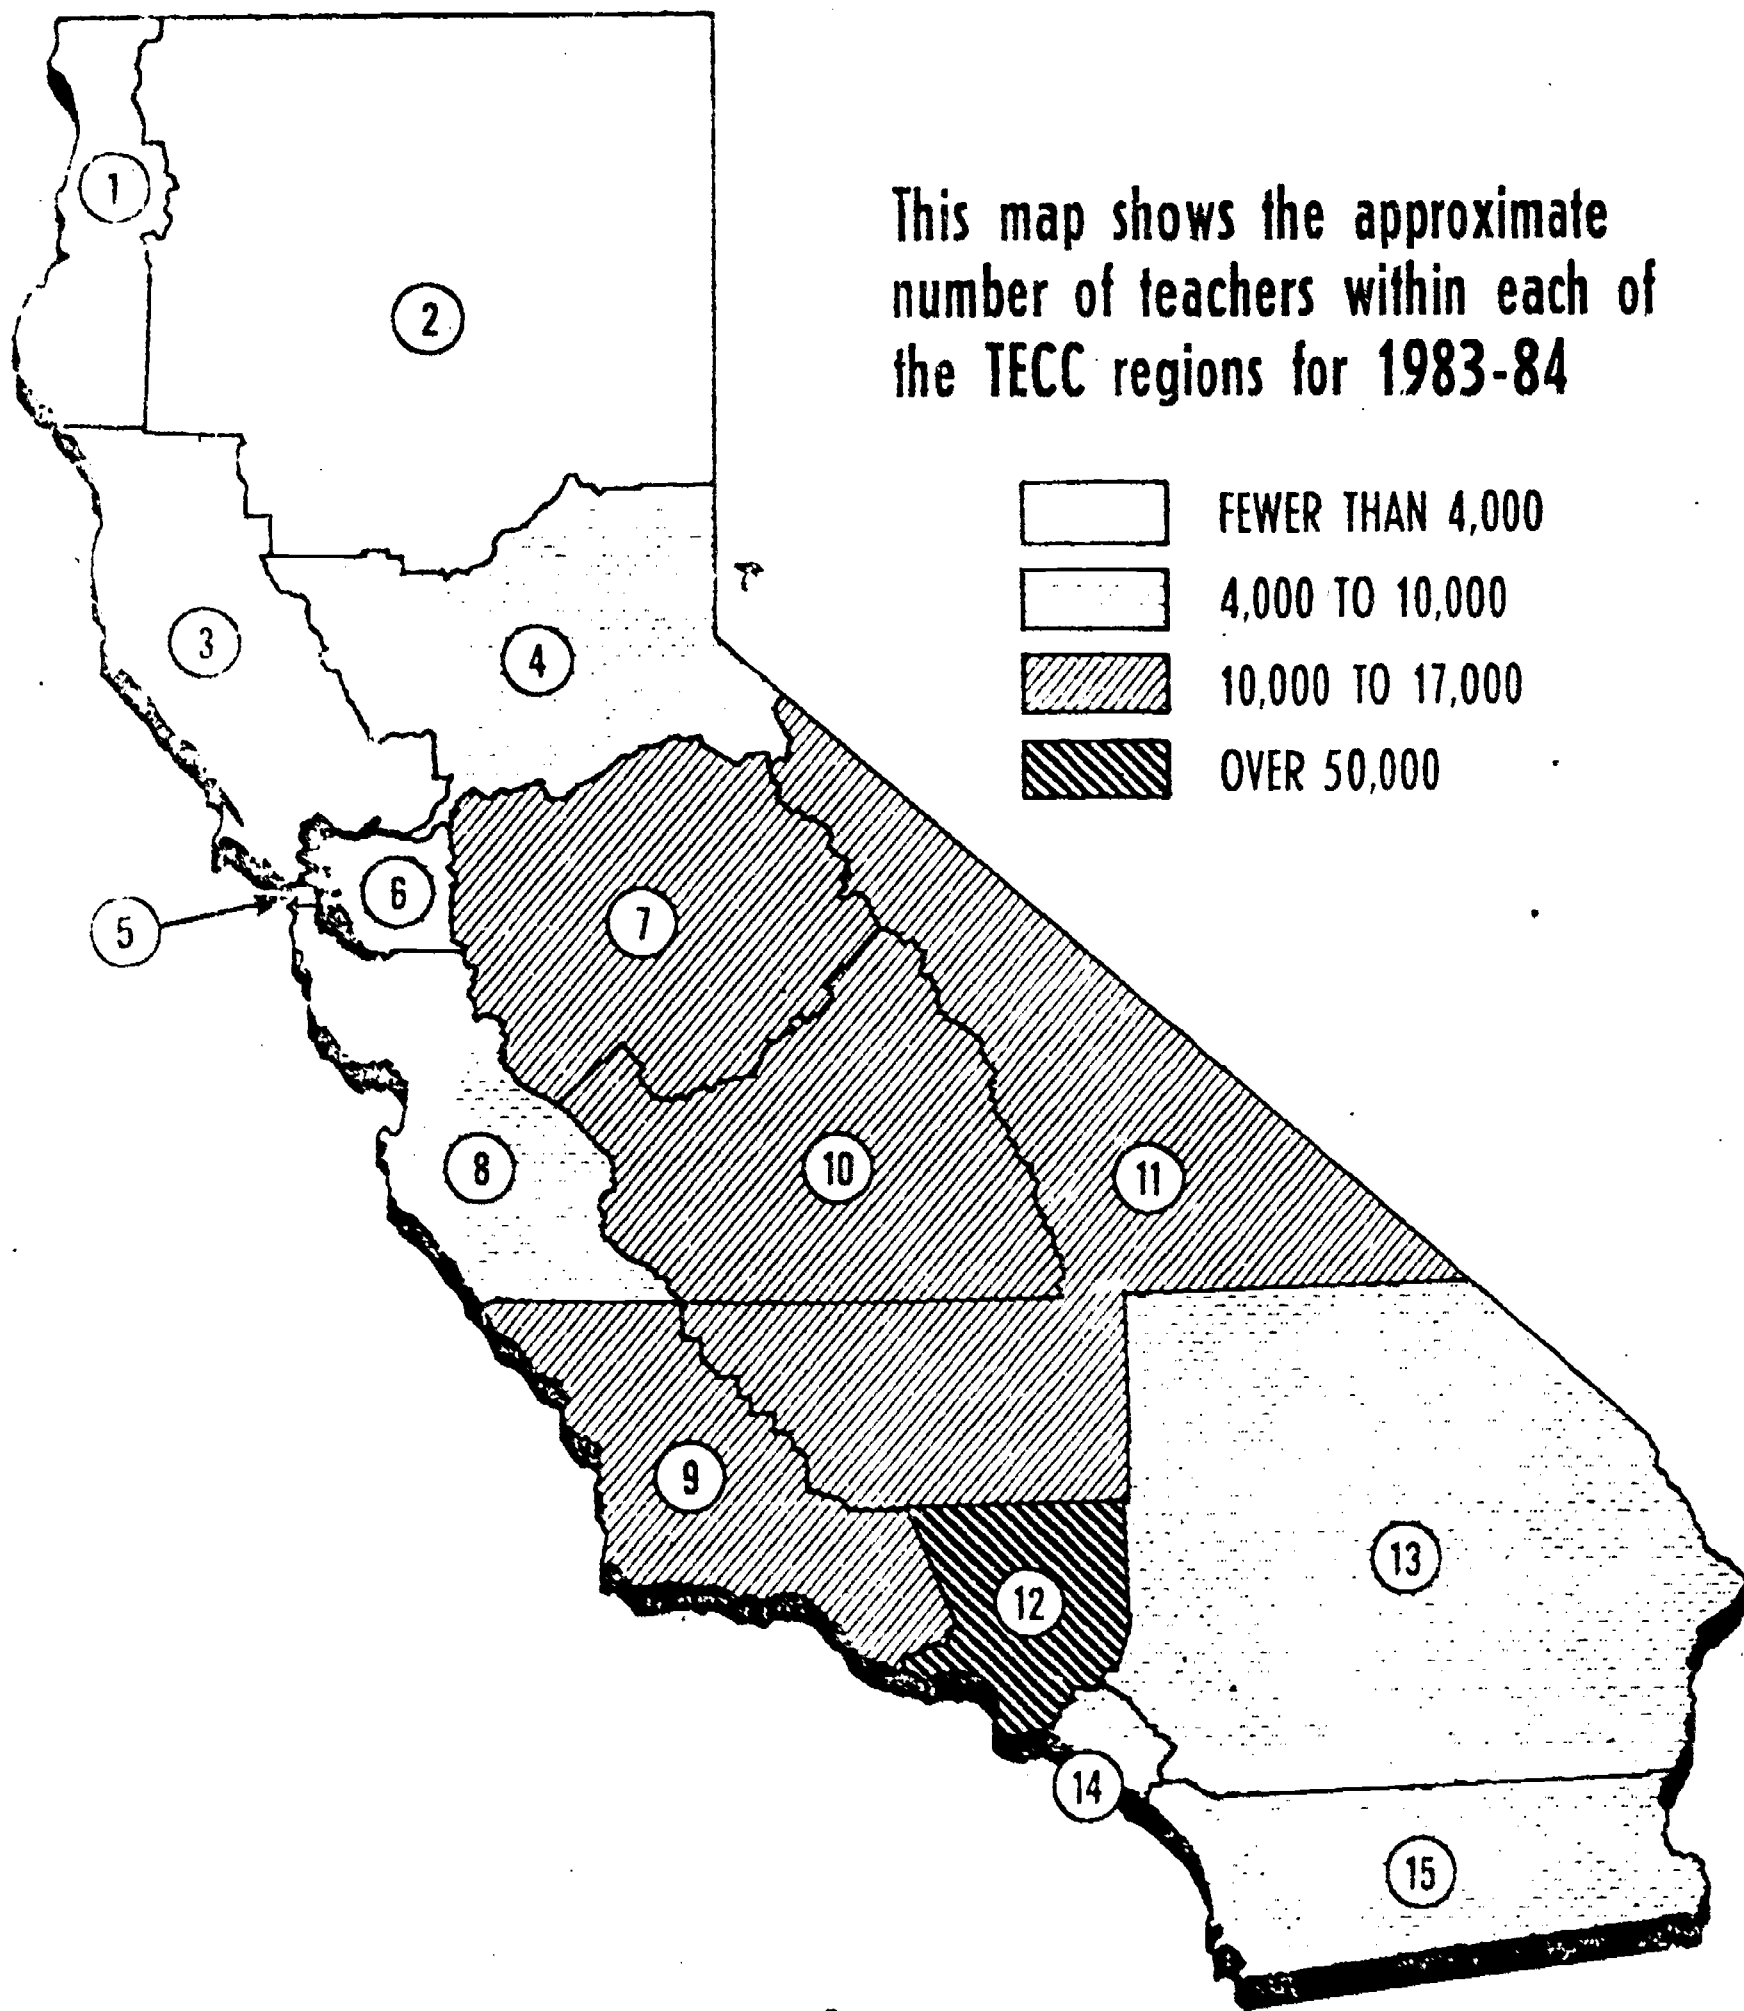 This map shows the approximate
number of teachers within each of
the TECC regions for 1983-84
FEWER THAN 4,000
4,000 TO 10,000
10,000 TO 17,000
OVER 50,000
1
2
3
4
5
6
7
8
9
10
11
12
13
14
15